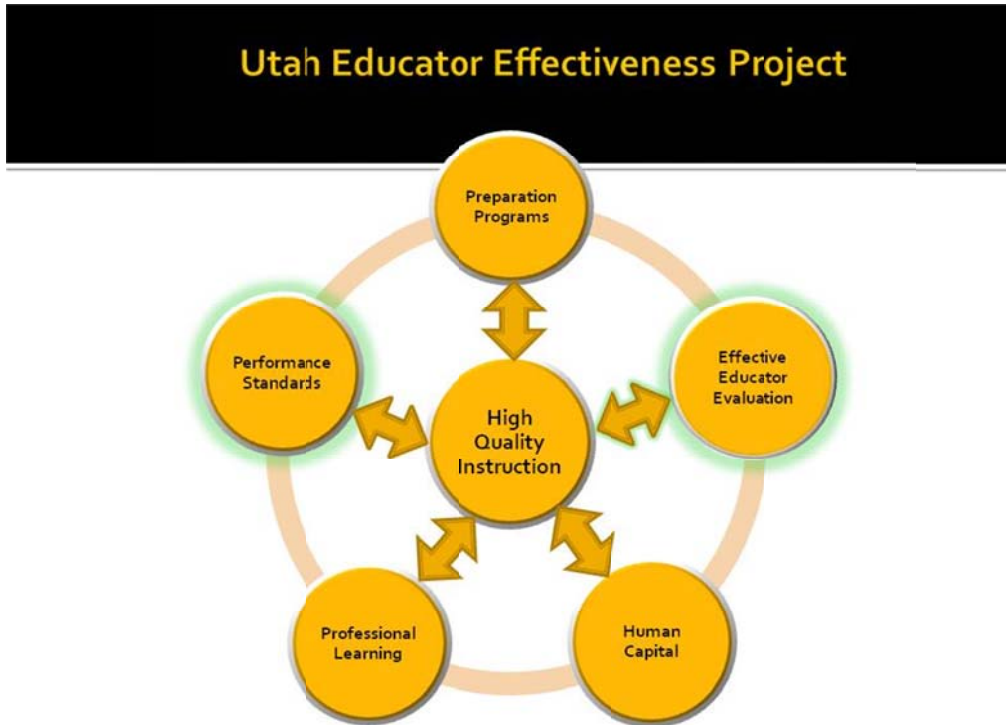 Utah Educator Effectiveness Project
Preparation
Programs
Performance
Standards
Effective
Educator
Evaluation
High
Quality
Instruction
Professional
Learning
Human
Capital